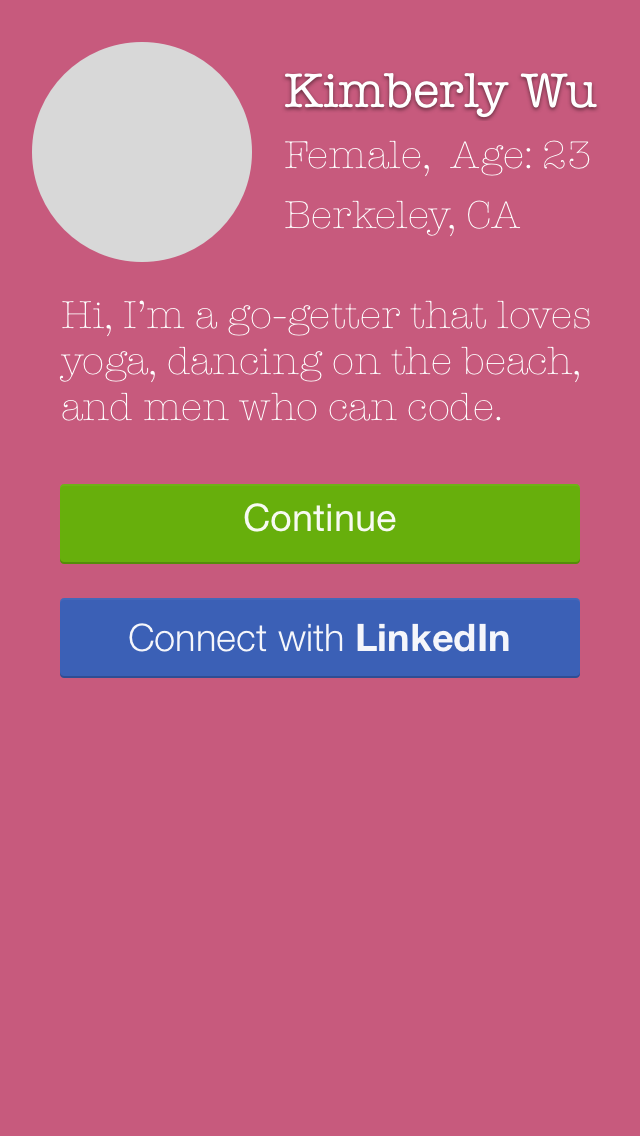 Kimberly Wu
Female,  Age: 23
Berkeley, CA
Hi, I’m a go-getter that loves
yoga, dancing on the beach,
and men who can code.
Continue
Connect with LinkedIn